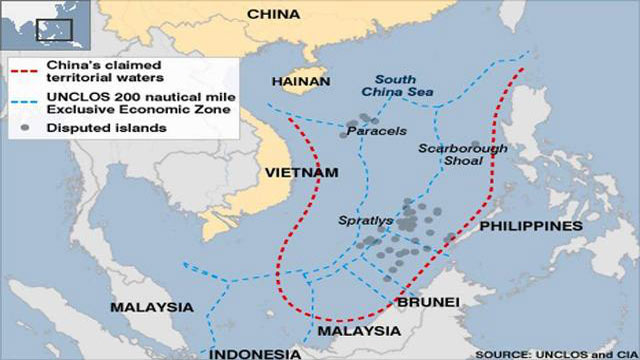 CHINA
China's claimed
territorial waters
UNCLOS 200 nautical mile
Exclusive Economic Zone
Disputed islands
HAINAN
South
China Sea
Paracels
Scarborough
Shoal
VIETNAM
Spratlys
PHILIPPINES
MALAYSIA
BRUNEI
MALAYSIA
INDONESIA
SOURCE: UNCLOS and CIA